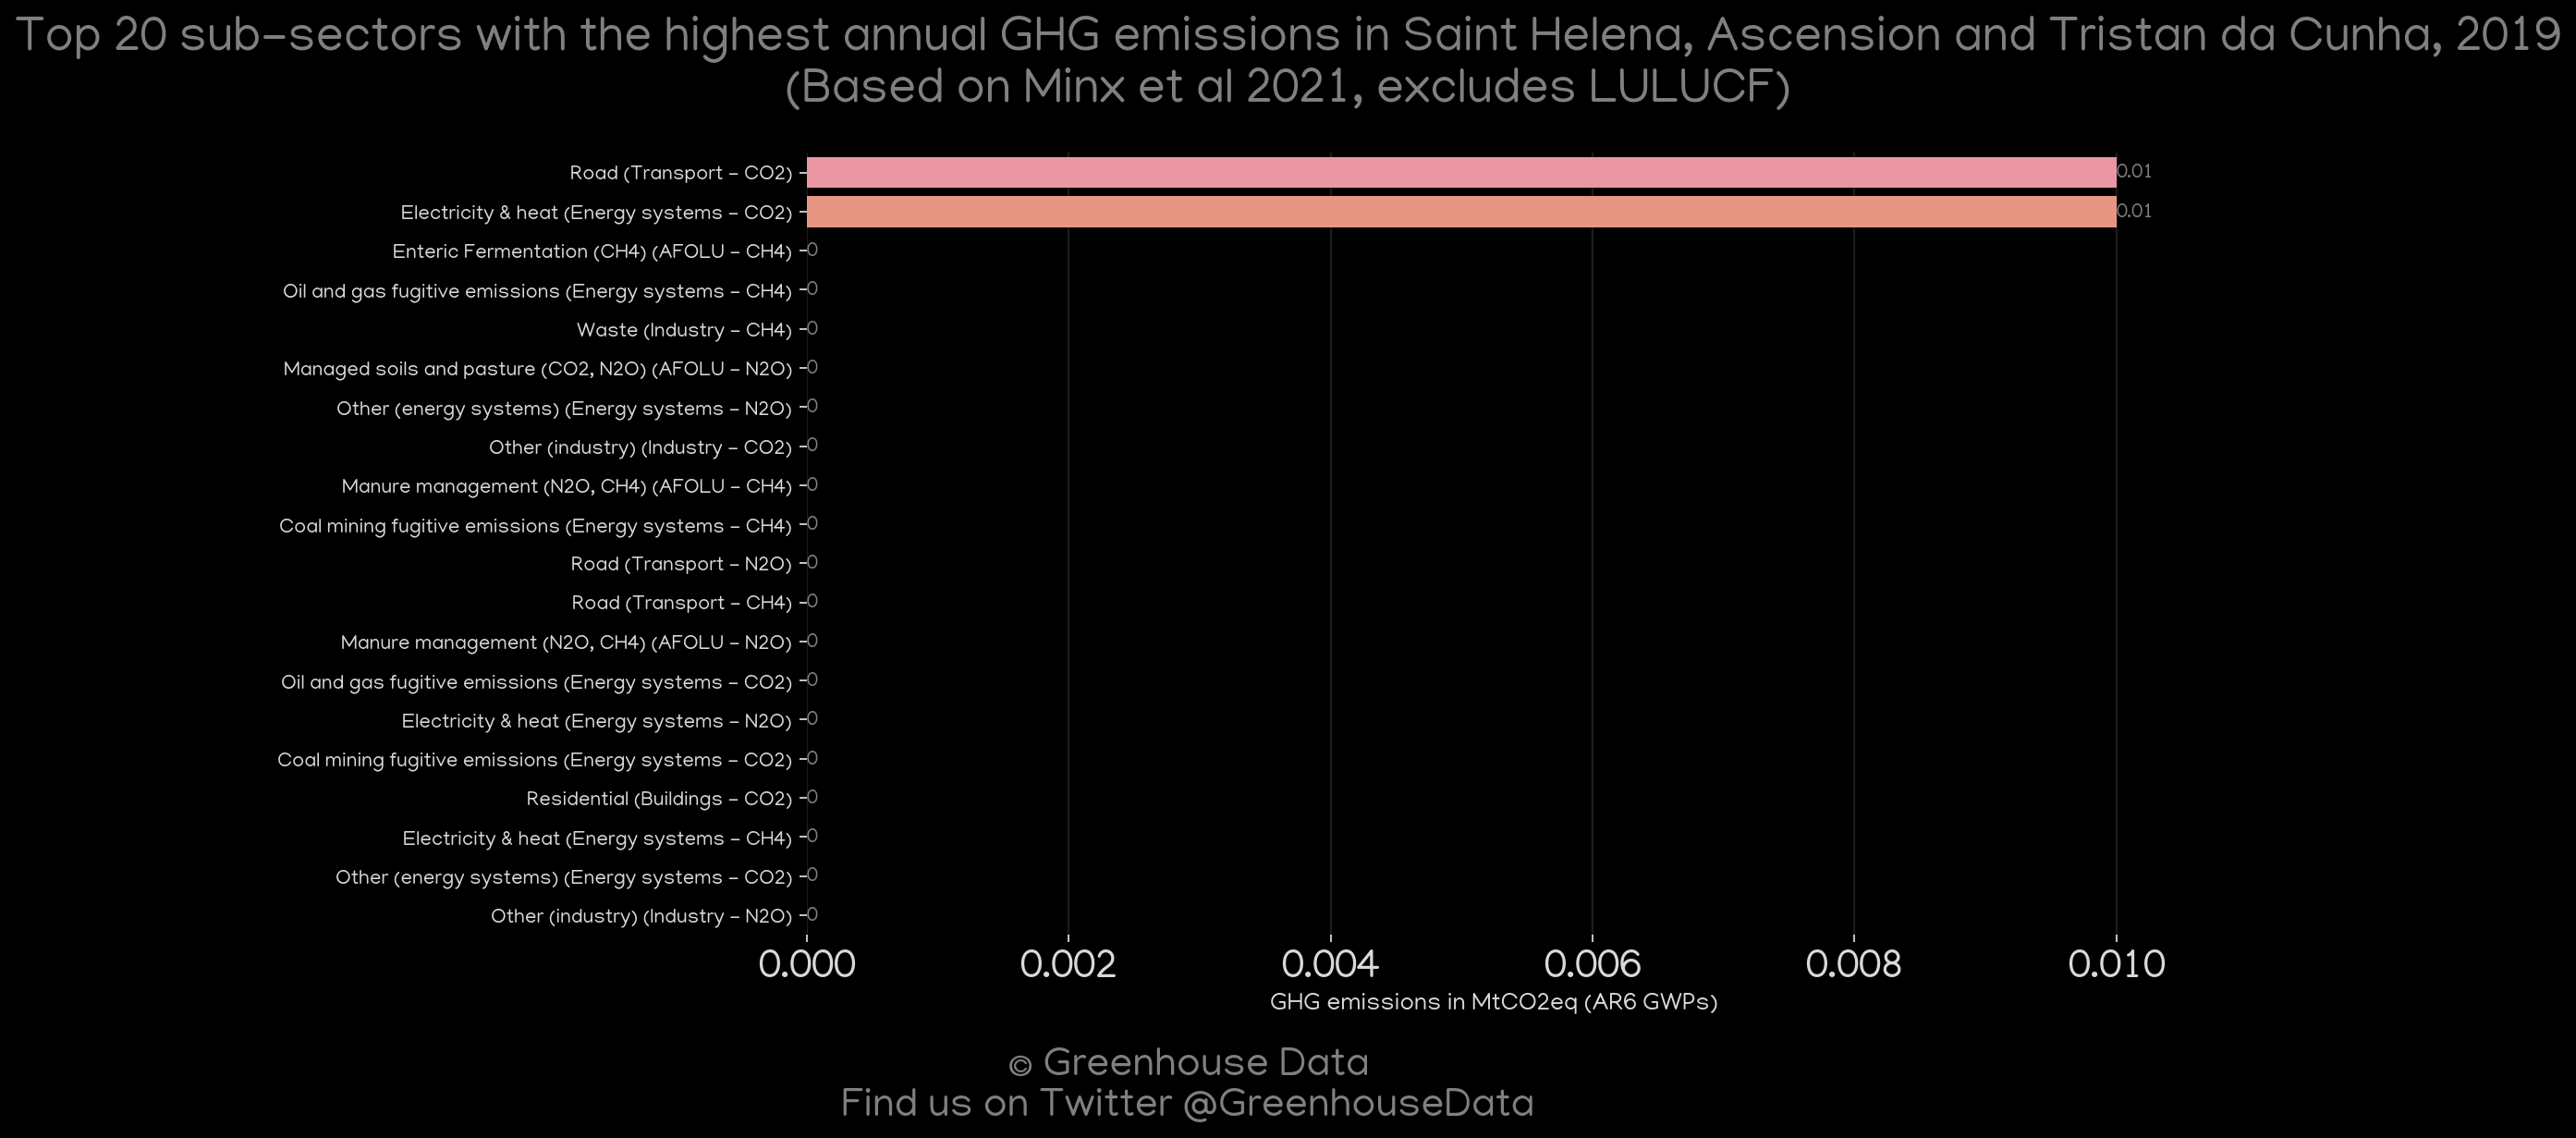 Top 20 sub-sectors with the highest annual GHG emissions in Saint Helena, Ascension and Tristan da Cunha, 2019
(Based on Minx et al 2021, excludes LULUCF)
Road (Transport - CO2) 0.01
Electricity & heat (Energy systems - CO2) 0.01
Enteric Fermentation (CH4) (AFOLU - CH4) 0
Oil and gas fugitive emissions (Energy systems - CH4) 0
Waste (Industry - CH4) 0
Managed soils and pasture (CO2, N2O) (AFOLU - N2O) 0
Other (energy systems) (Energy systems - N2O) 0
Other (industry) (Industry - CO2) 0
Manure management (N2O, CH4) (AFOLU - CH4) 0
Coal mining fugitive emissions (Energy systems - CH4) 0
Road (Transport - N2O) 0
Road (Transport - CH4) 0
Manure management (N2O, CH4) (AFOLU - N2O) 0
Oil and gas fugitive emissions (Energy systems - CO2) 0
Electricity & heat (Energy systems - N2O) 0
Coal mining fugitive emissions (Energy systems - CO2) 0
Residential (Buildings - CO2) 0
Electricity & heat (Energy systems - CH4) 0
Other (energy systems) (Energy systems - CO2) 0
Other (industry) (Industry - N2O) 0
0.000 0.002 0.004 0.006 0.008 0.010
GHG emissions in MtCO2eq (AR6 GWPs)
© Greenhouse Data
Find us on Twitter @GreenhouseData